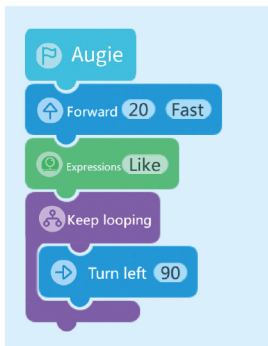 Augie
Forward 20 Fast
Expressions Like
Keep looping
Turn left 90